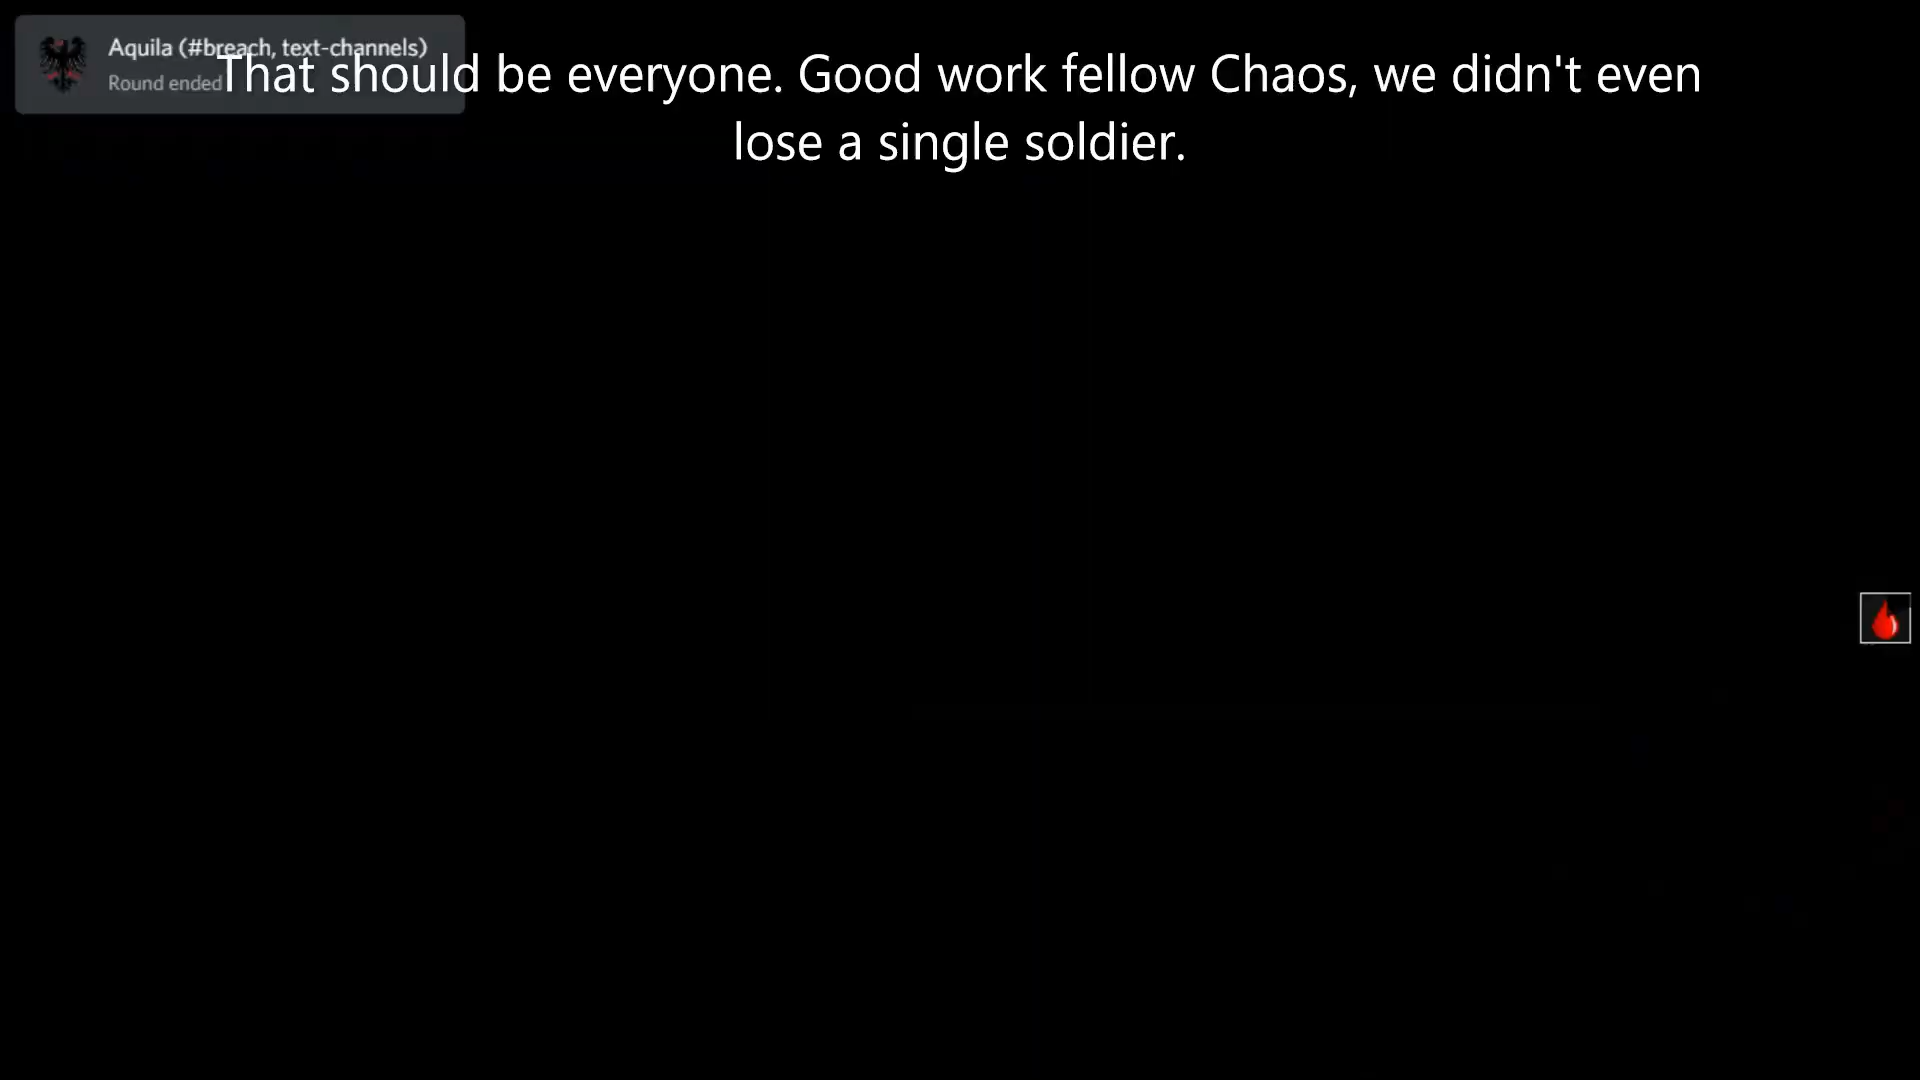 Aquila (#breach, text-channels)
Round ended
That should be everyone. Good work fellow Chaos, we didn't even
lose a single soldier.